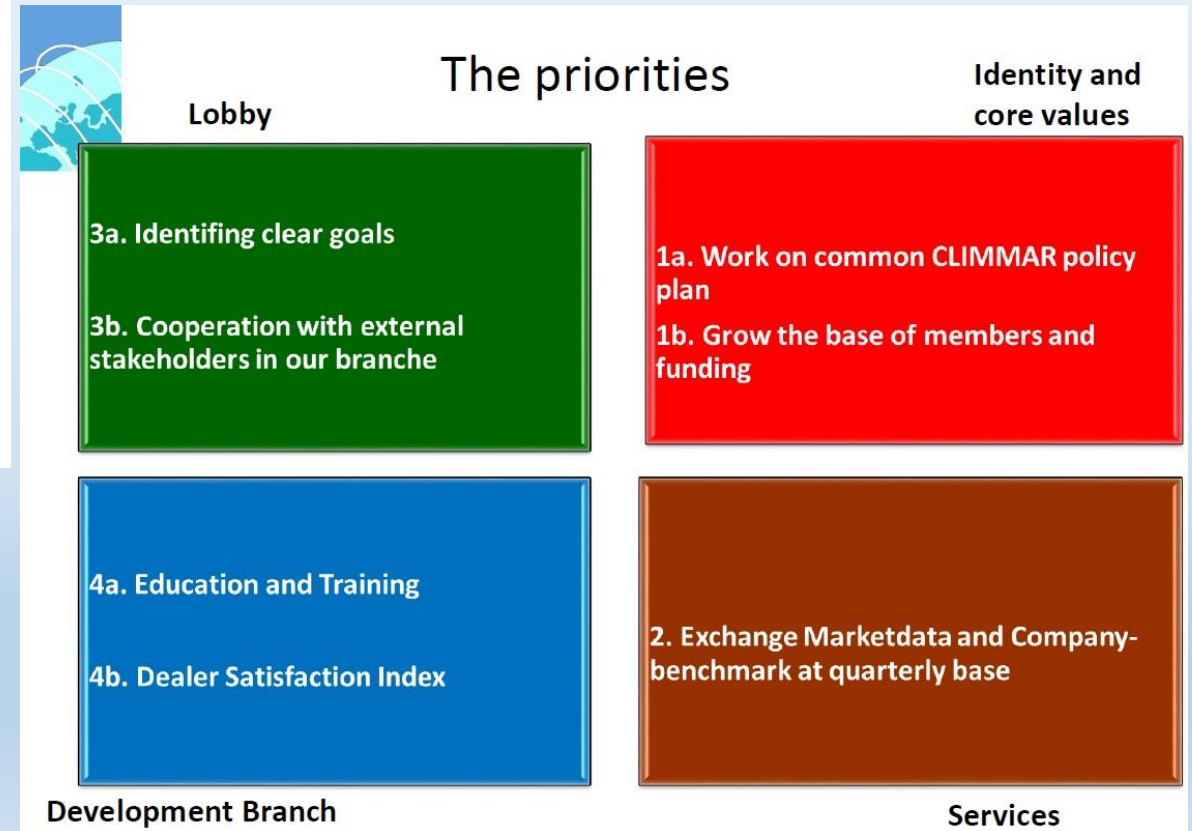 The priorities
Lobby
Identity and
core values
3a. Identifing clear goals
3b. Cooperation with external
stakeholders in our branche
1a. Work on common CLIMMAR policy
plan
1b. Grow the base of members and
funding
4a. Education and Training
4b. Dealer Satisfaction Index
2. Exchange Marketdata and Company-
benchmark at quarterly base
Development Branch
Services